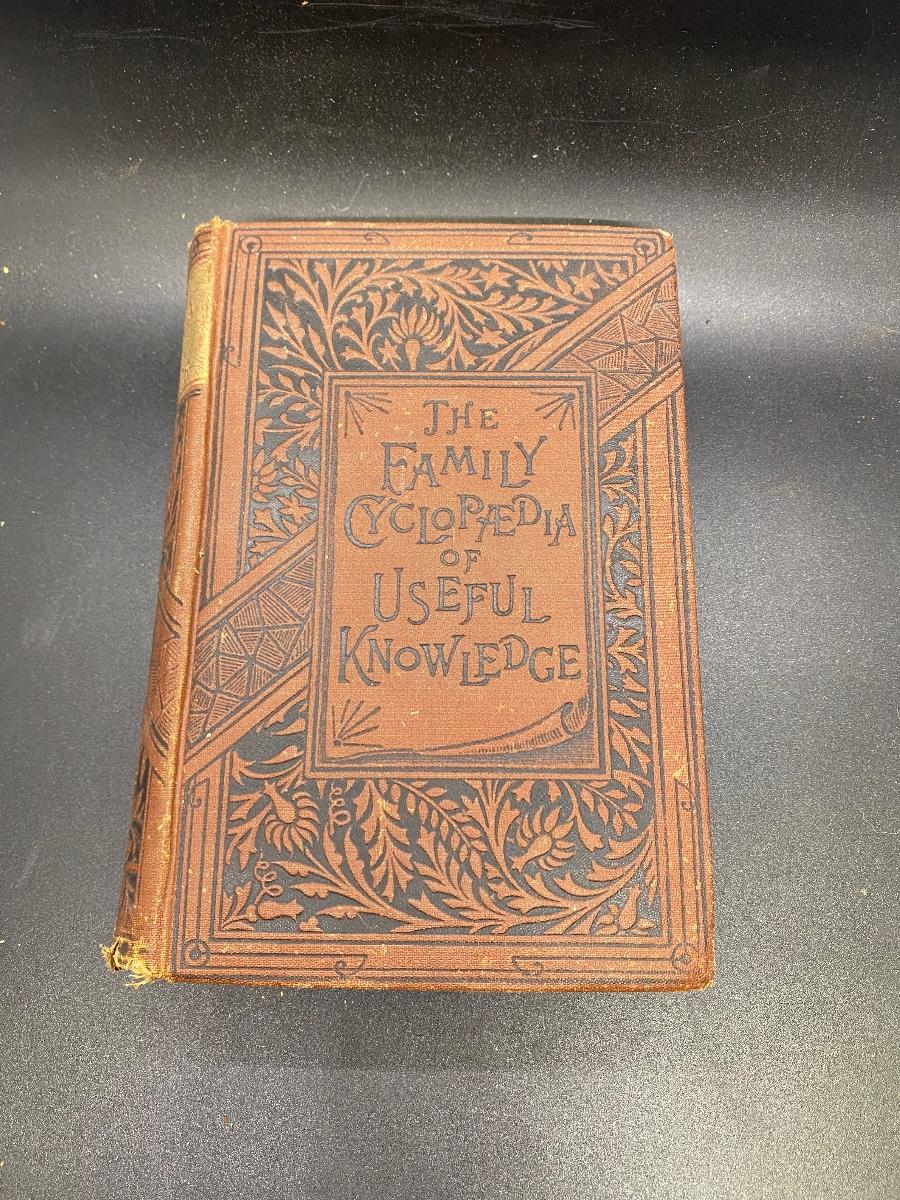 THE
FAMILY
CYCLOPÆDIA
OF
USEFUL
KNOWLEDGE